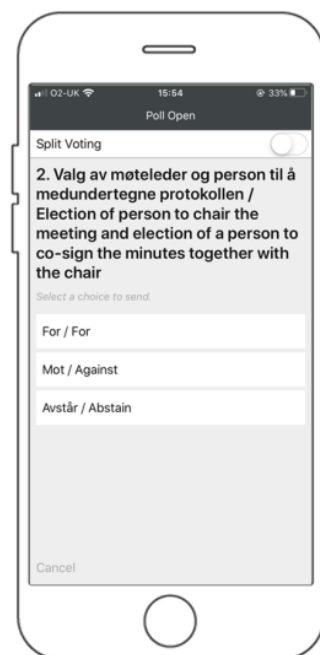 O2-UK 15:54 33%
Poll Open
Split Voting
2. Valg av møteleder og person til å
medundertegne protokollen /
Election of person to chair the
meeting and election of a person to
co-sign the minutes together with
the chair
Select a choice to send.
For / For
Mot / Against
Avstår / Abstain
Cancel